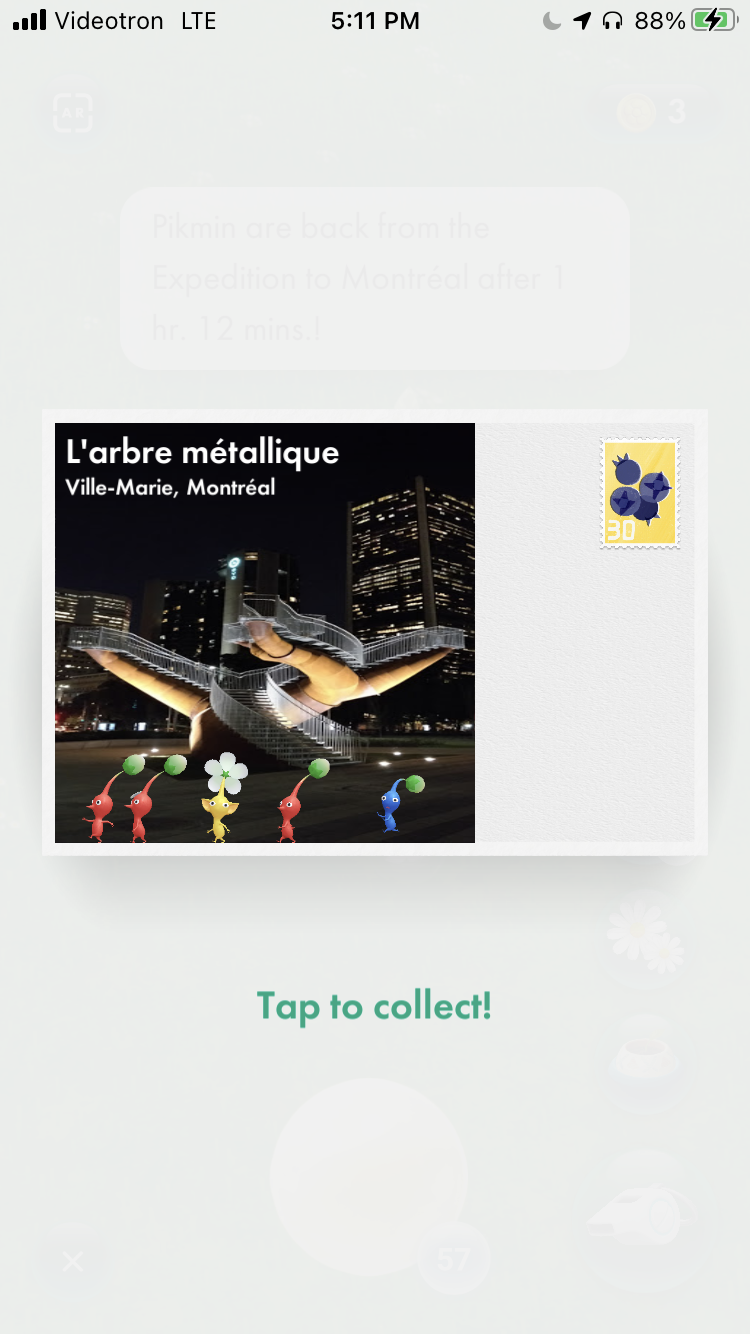 Videotron LTE 5:11 PM 88%
AR
3
Pikmin are back from the
Expedition to Montréal after 1
hr. 12 mins.!
L'arbre métallique
Ville-Marie, Montréal
30
Tap to collect!
57